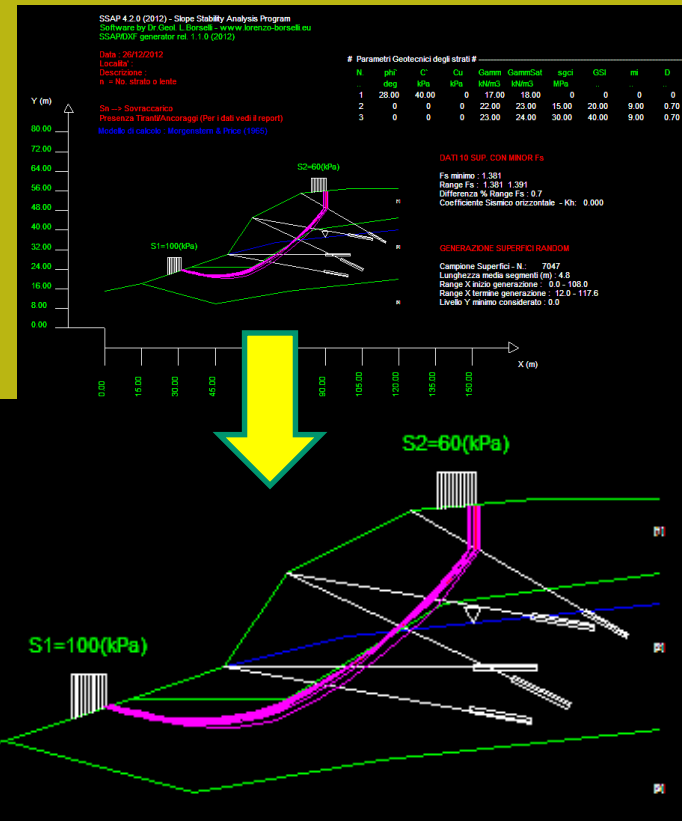 SSAP 4.2.0 (2012) - Slope Stability Analysis Program
Software by Dr.Geol. L.Borselli - www.lorenzo-borselli.eu
SSAP/DXF generator rel. 1.1.0 (2012)
Data : 28/12/2012
Localita' :
Descrizione :
n = No. strato o lente
Sn --> Sovraccarico
Presenza Tiranti/Ancoraggi (Per i dati vedi il report)
Modello di calcolo : Morgenstern & Price (1965)
# Parametri Geotecnici degli strati #
N phi` C` Cu Gamm GammSat sgci GSI mi D
.. deg kPa kPa kN/m3 kN/m3 MPa .. .. ..
1 28.00 40.00 0 17.00 18.00 0 0 0 0
2 0 0 0 22.00 23.00 15.00 20.00 9.00 0.70
3 0 0 0 23.00 24.00 30.00 40.00 9.00 0.70
DATI 10 SUP. CON MINOR Fs
Fs minimo : 1.381
Range Fs : 1.381 1.391
Differenza % Range Fs : 0.7
Coefficiente Sismico orizzontale - Kh: 0.000
GENERAZIONE SUPERFICI RANDOM
Campione Superfici - N.: 7047
Lunghezza media segmenti (m) : 4.8
Range X inizio generazione : 0.0 - 108.0
Range X termine generazione : 12.0 - 117.6
Livello Y minimo considerato : 0.0
Y (m)
80.00
72.00
64.00
56.00
48.00
40.00
32.00
24.00
16.00
8.00
0.00
S2=60(kPa)
S1=100(kPa)
X (m)
0.00
15.00
30.00
45.00
90.00
105.00
120.00
135.00
150.00
S2=60(kPa)
S1=100(kPa)